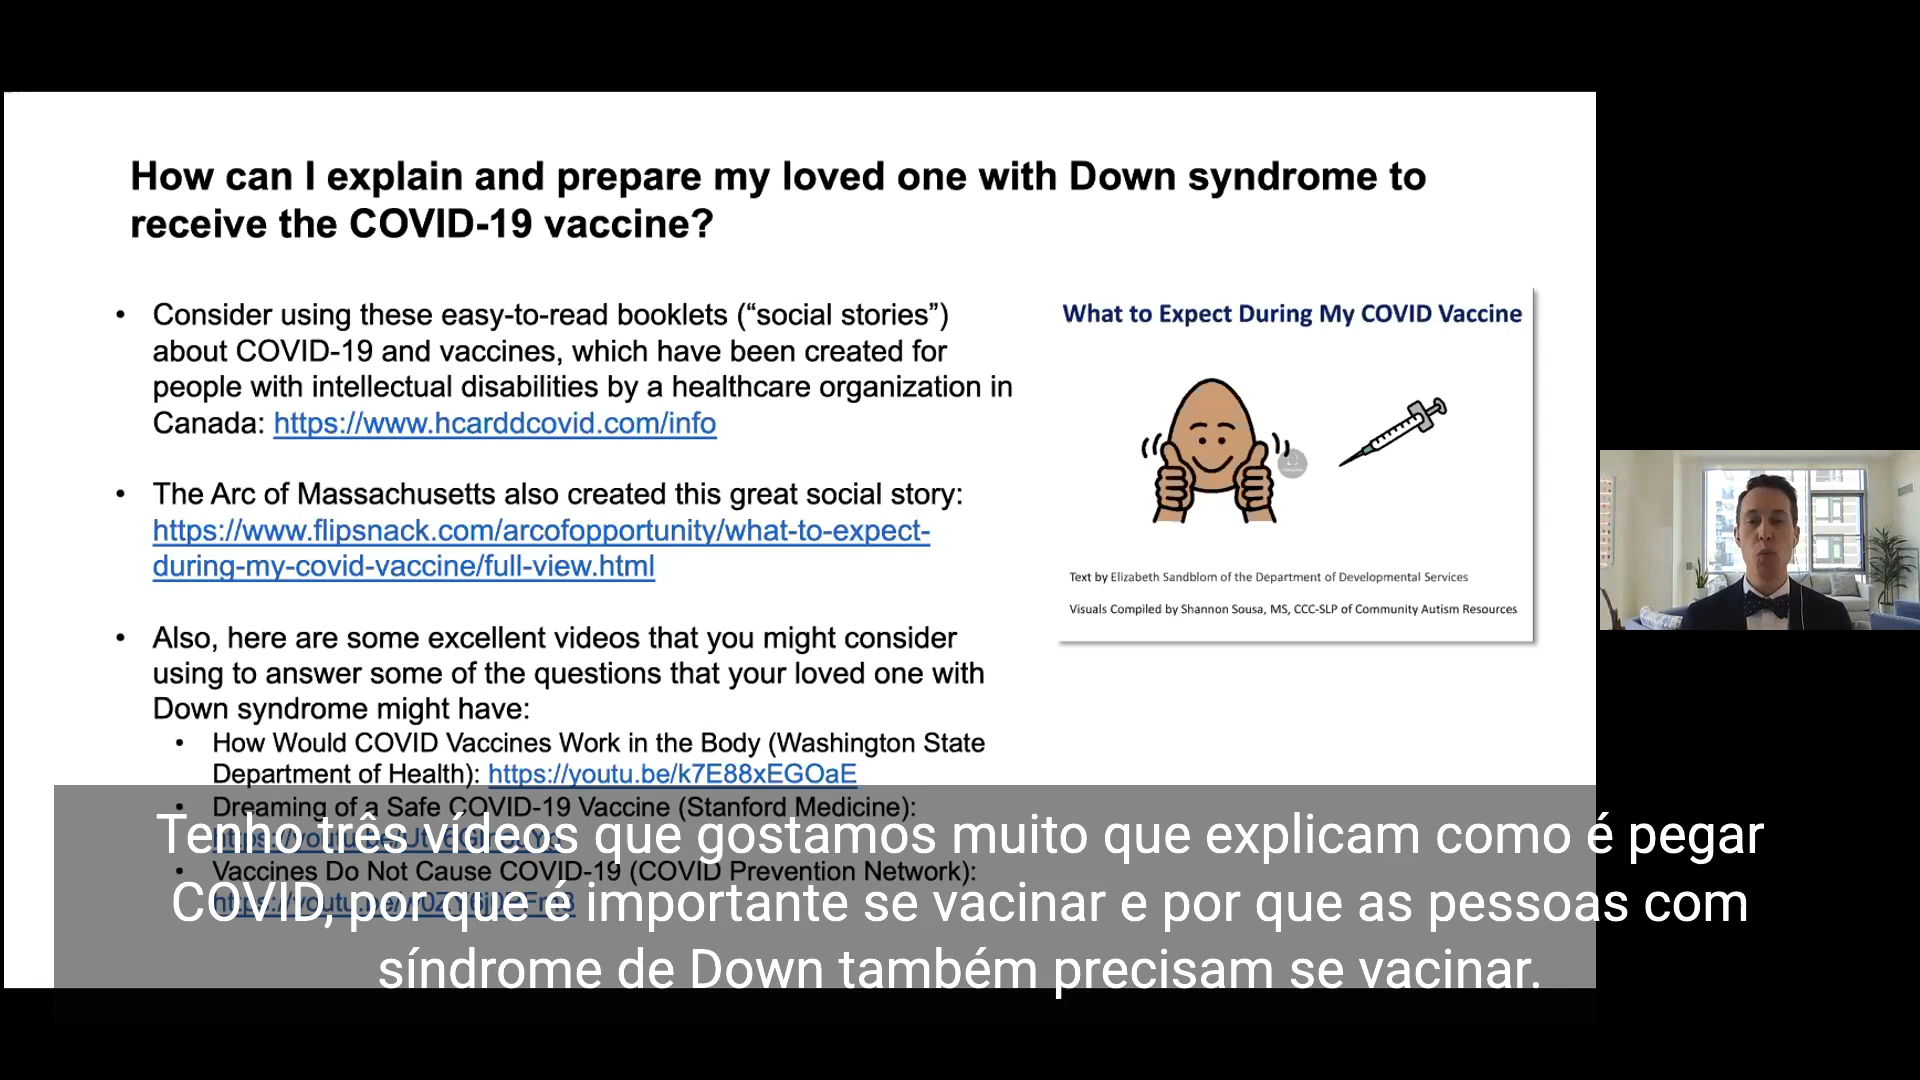 How can I explain and prepare my loved one with Down syndrome to
receive the COVID-19 vaccine?
• Consider using these easy-to-read booklets (“social stories”)
about COVID-19 and vaccines, which have been created for
people with intellectual disabilities by a healthcare organization in
Canada: https://www.hcarddcovid.com/info
• The Arc of Massachusetts also created this great social story:
https://www.flipsnack.com/arcofopportunity/what-to-expect-
during-my-covid-vaccine/full-view.html
• Also, here are some excellent videos that you might consider
using to answer some of the questions that your loved one with
Down syndrome might have:
• How Would COVID Vaccines Work in the Body (Washington State
Department of Health): https://youtu.be/k7E88xEGOaE
• Dreaming of a Safe COVID-19 Vaccine (Stanford Medicine):
• Vaccines Do Not Cause COVID-19 (COVID Prevention Network):
What to Expect During My COVID Vaccine
Text by Elizabeth Sandblom of the Department of Developmental Services
Visuals Compiled by Shannon Sousa, MS, CCC-SLP of Community Autism Resources
Tenho três vídeos que gostamos muito que explicam como é pegar
COVID, por que é importante se vacinar e por que as pessoas com
síndrome de Down também precisam se vacinar.